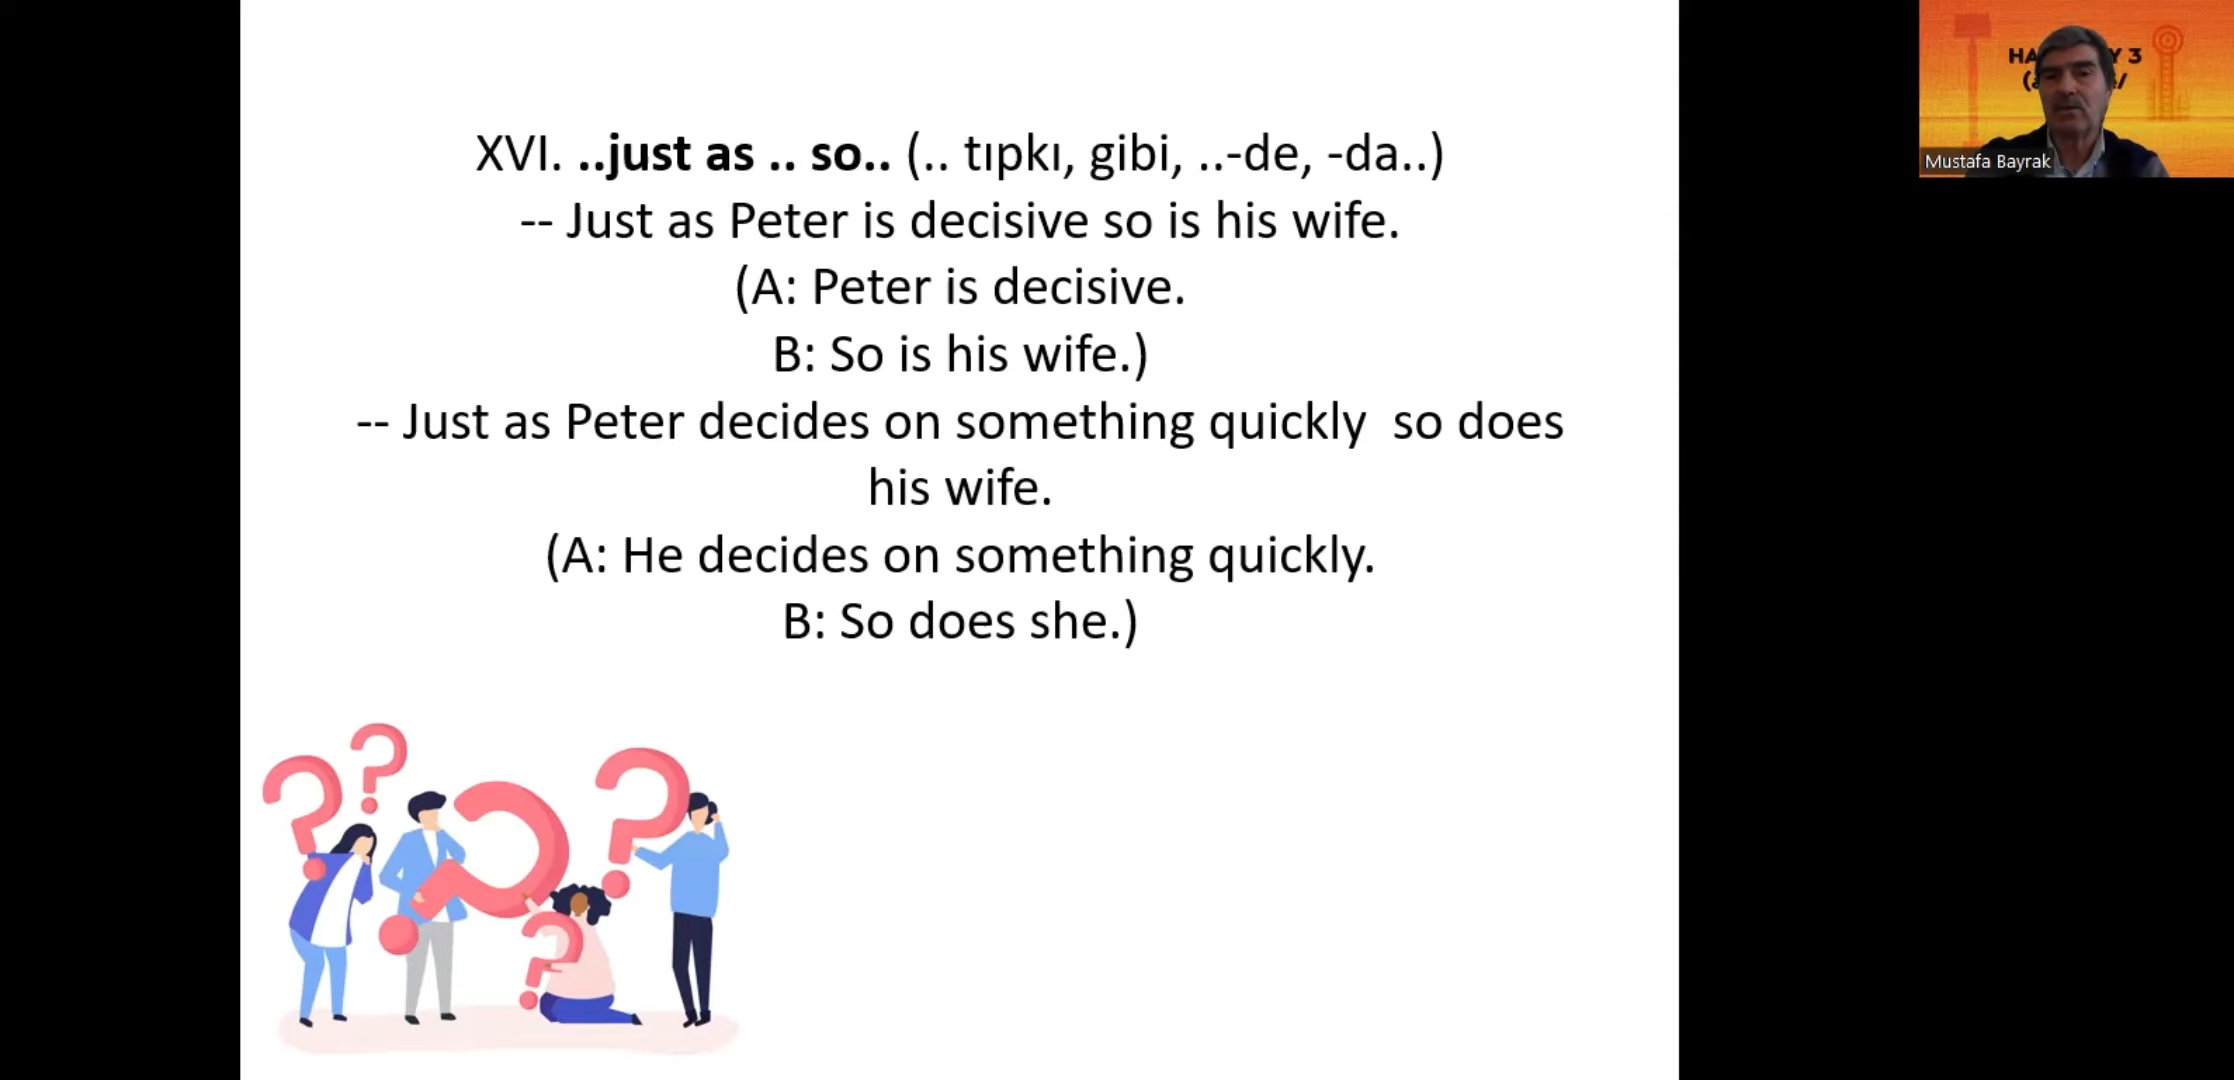 XVI. ..just as .. so.. (.. tıpkı, gibi, ..-de, -da..)
-- Just as Peter is decisive so is his wife.
(A: Peter is decisive.
B: So is his wife.)
-- Just as Peter decides on something quickly  so does
his wife.
(A: He decides on something quickly.
B: So does she.)
HA Y 3
Mustafa Bayrak